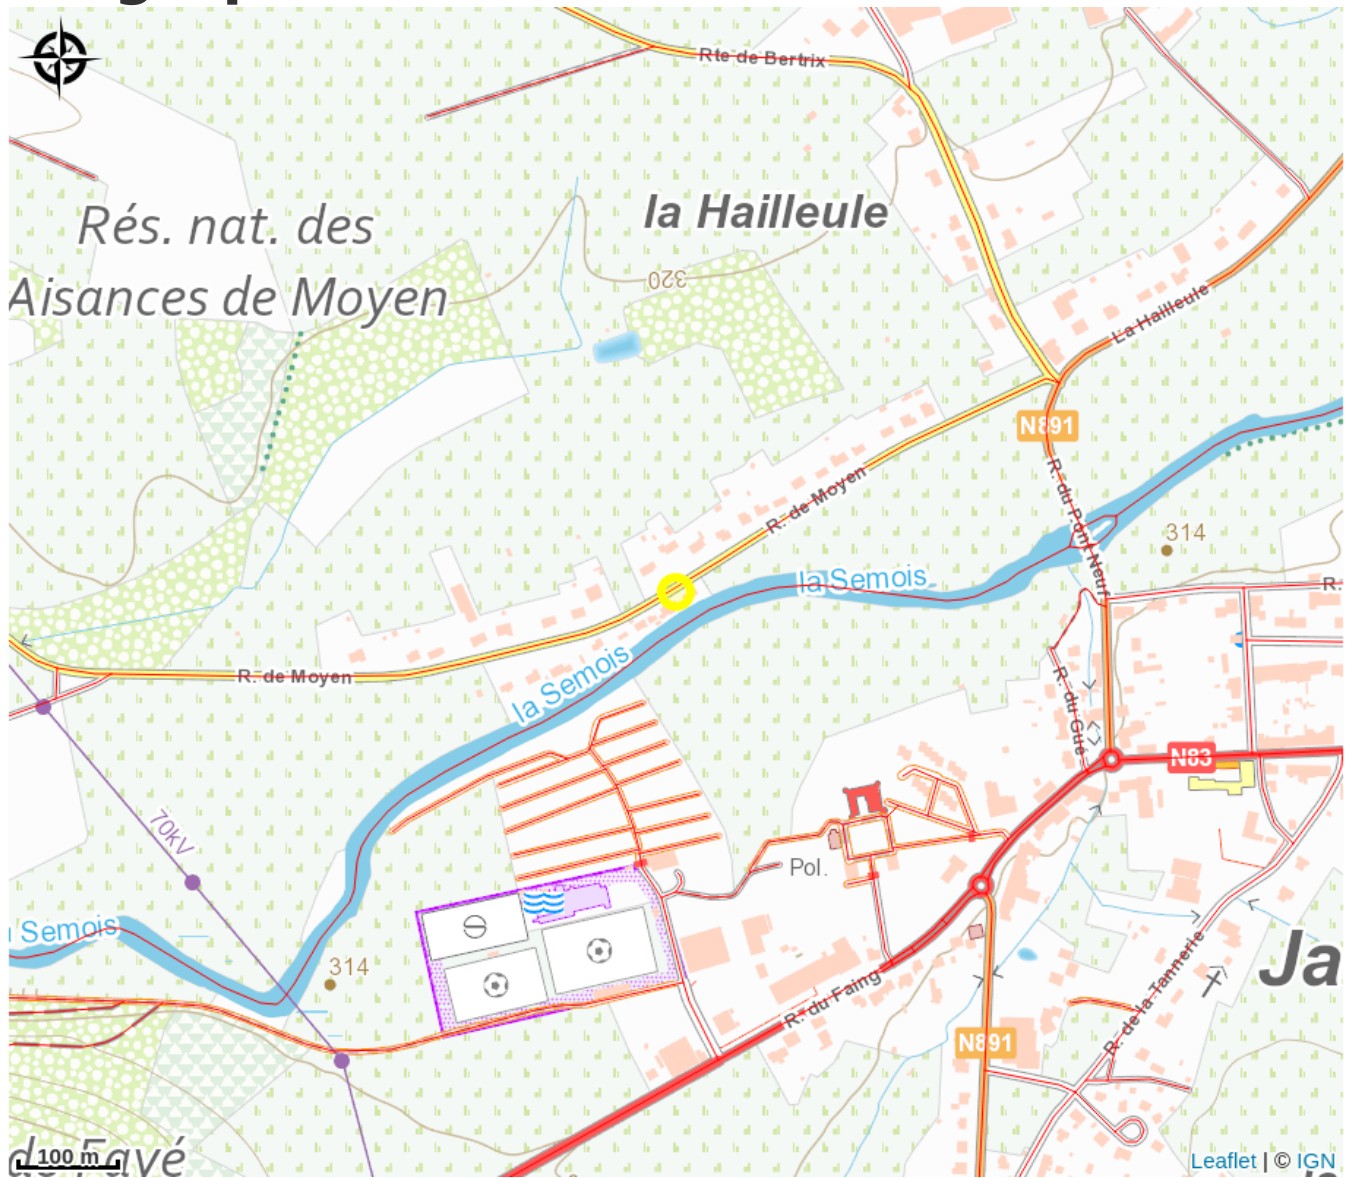 Rte de Bertrix
Rés. nat. des
Aisances de Moyen
la Hailleule
320
La Hailleule
N891
R. de Moyen
R. du Pont Neuf
314
la Semois
R.
R. de Moyen
la Semois
R. du Gué
N83
70kV
Pol.
Semois
314
R. du Faing
R. de la Tannerie
Ja
N891
100 m
Leaflet | © IGN